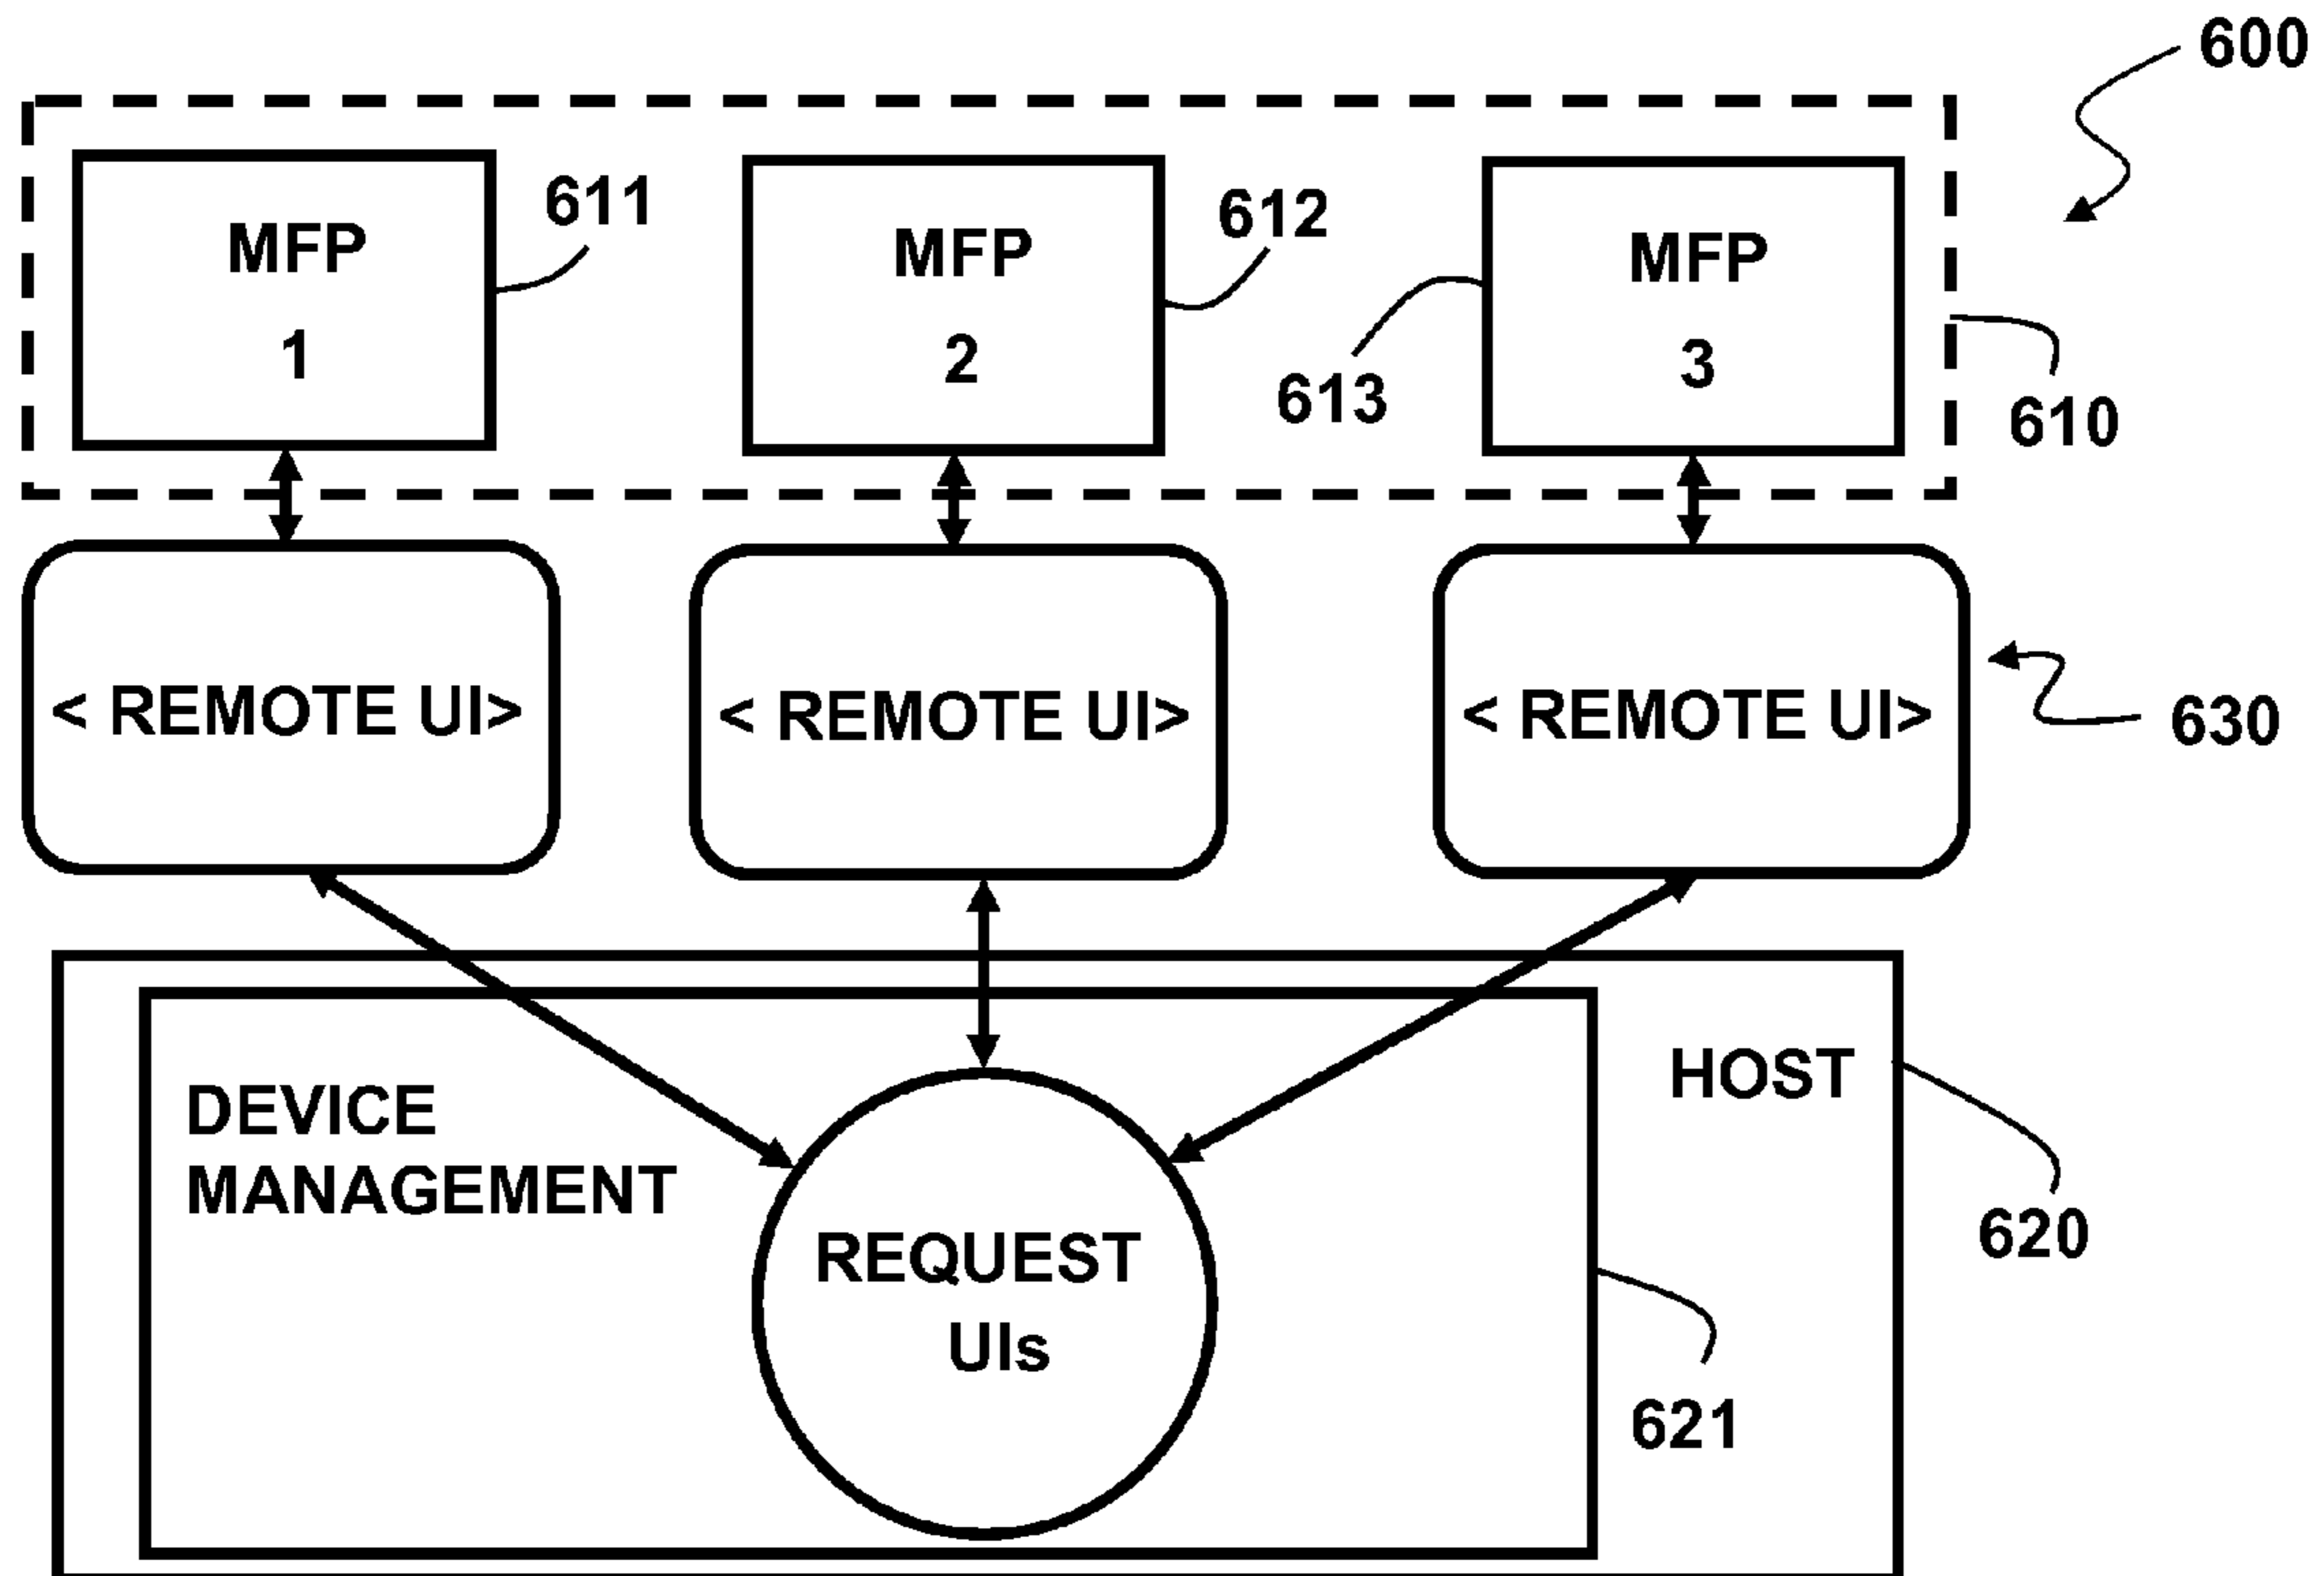 600
MFP
1
611
MFP
2
612
MFP
3
613
610
< REMOTE UI>
< REMOTE UI>
< REMOTE UI>
630
HOST
620
DEVICE
MANAGEMENT
REQUEST
UIs
621